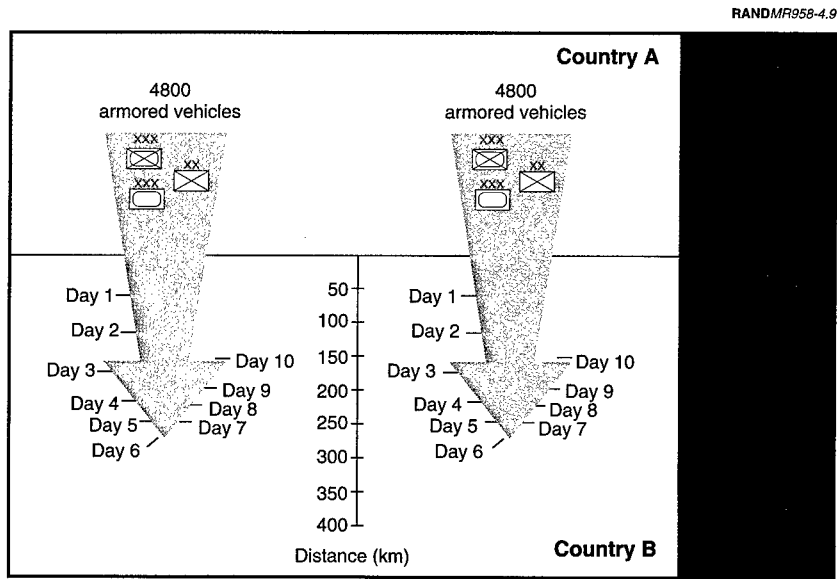 RANDMR958-4.9
Country A
4800
armored vehicles
XXX
XX
XXX
4800
armored vehicles
XXX
XX
XXX
Day 1
Day 2
Day 3
Day 4
Day 5
Day 6
Day 10
Day 9
Day 8
Day 7
50
100
150
200
250
300
350
400
Distance (km)
Day 1
Day 2
Day 3
Day 4
Day 5
Day 6
Day 10
Day 9
Day 8
Day 7
Country B